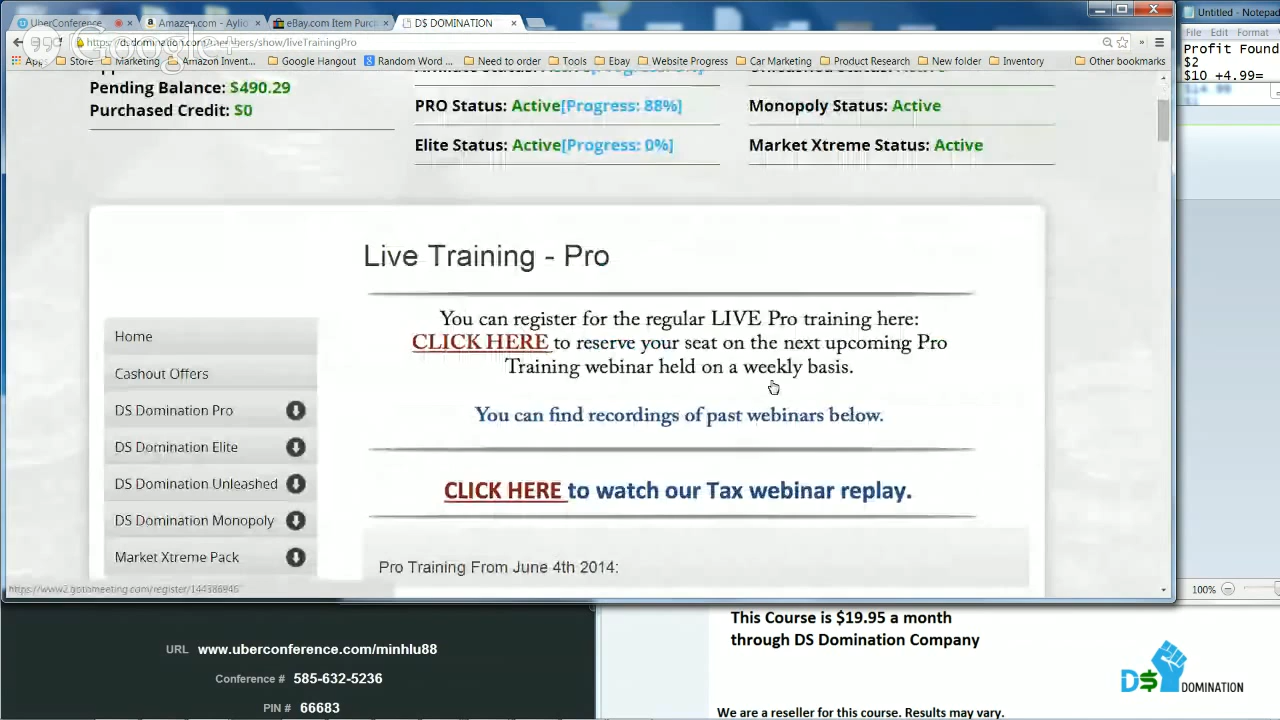 UberConference
Amazon.com - Aylio
eBay.com Item Purch
DS DOMINATION
Untitled - Notepad
Google+
File Edit Format
Store
Marketing
Amazon Invent...
Google Hangout
Random Word ...
Need to order
Tools
Ebay
Website Progress
Car Marketing
Product Research
New folder
Inventory
Other bookmarks
Profit Found
$2
$10 +4.99=
Pending Balance: $490.29
Purchased Credit: $0
PRO Status: Active[Progress: 88%]
Monopoly Status: Active
Elite Status: Active[Progress: 0%]
Market Xtreme Status: Active
Live Training - Pro
You can register for the regular LIVE Pro training here:
CLICK HERE to reserve your seat on the next upcoming Pro
Training webinar held on a weekly basis.
You can find recordings of past webinars below.
CLICK HERE to watch our Tax webinar replay.
Pro Training From June 4th 2014:
Home
Cashout Offers
DS Domination Pro
DS Domination Elite
DS Domination Unleashed
DS Domination Monopoly
Market Xtreme Pack
100%
URL www.uberconference.com/minhlu88
Conference # 585-632-5236
PIN # 66683
This Course is $19.95 a month
through DS Domination Company
D$ DOMINATION
We are a reseller for this course. Results may vary.